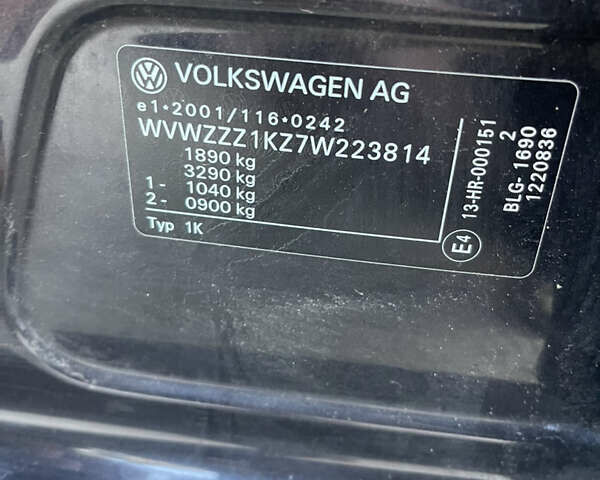 VOLKSWAGEN AG
e1*2001/116*0242
WVWZZZ1KZ7W223814
1890 kg
3290 kg
1- 1040 kg
2- 0900 kg
Typ 1K
E4
13-HR-000151
2
BLG- 1690
1220836